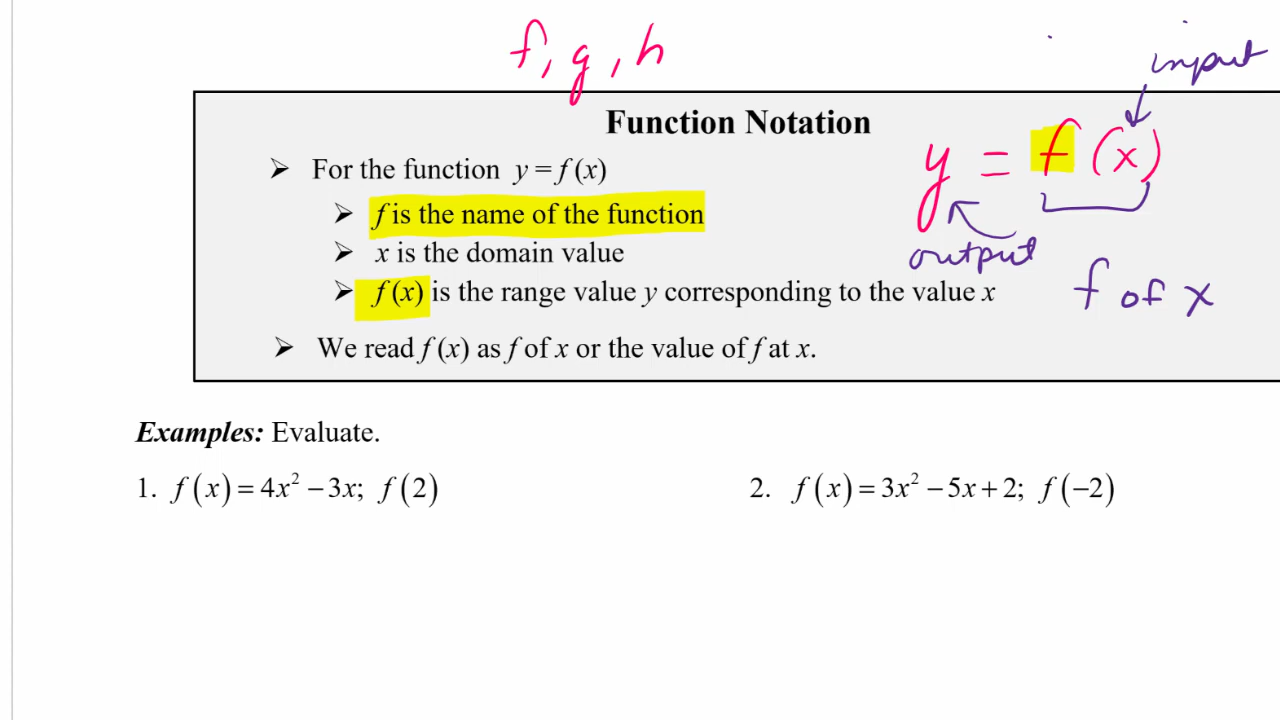 f, g, h
input
Function Notation
y = f(x)
➢ For the function y = f(x)
➢ f is the name of the function
➢ x is the domain value
output
➢ f(x) is the range value y corresponding to the value x
f of x
➢ We read f(x) as f of x or the value of f at x.
Examples: Evaluate.
1. f(x) = 4x² − 3x; f(2)
2. f(x) = 3x² − 5x + 2; f(−2)